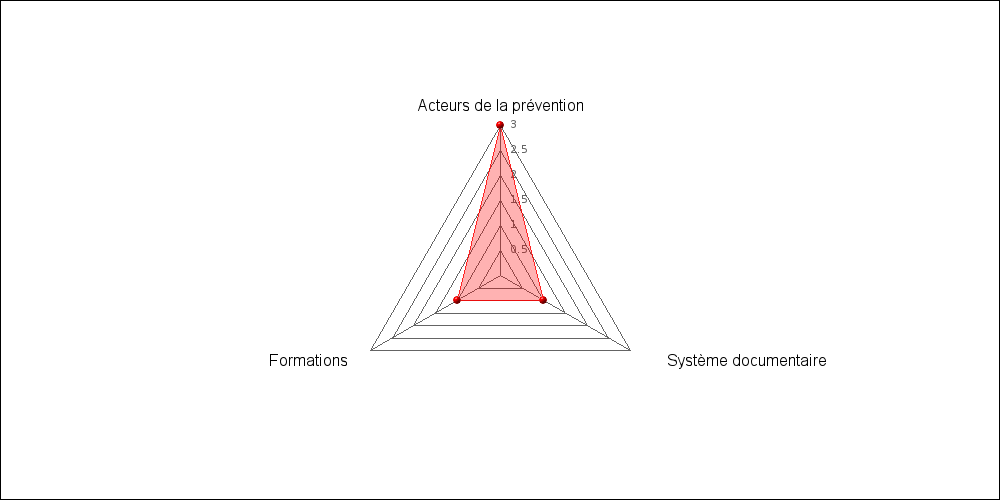 Acteurs de la prévention
3
2.5
2
1.5
1
0.5
Formations
Système documentaire